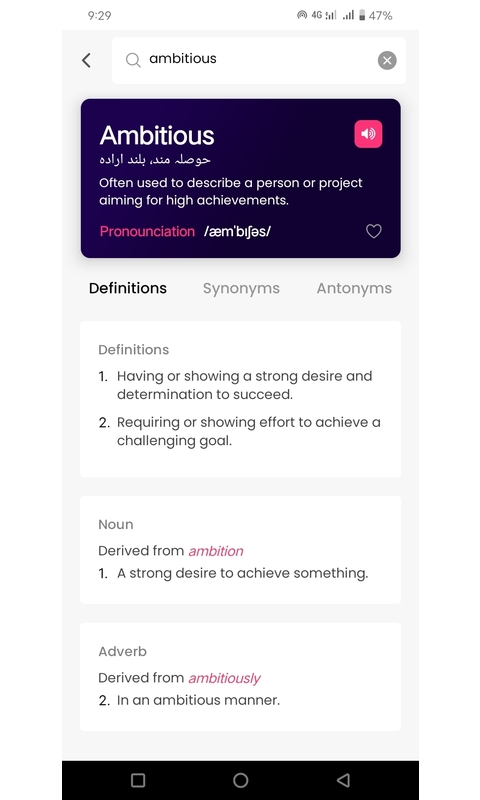 9:29
4G
47%
ambitious
Ambitious
حوصلہ مند، بلند ارادہ
Often used to describe a person or project
aiming for high achievements.
Pronounciation /æm'bɪʃəs/
Definitions Synonyms Antonyms
Definitions
1. Having or showing a strong desire and
determination to succeed.
2. Requiring or showing effort to achieve a
challenging goal.
Noun
Derived from ambition
1. A strong desire to achieve something.
Adverb
Derived from ambitiously
2. In an ambitious manner.